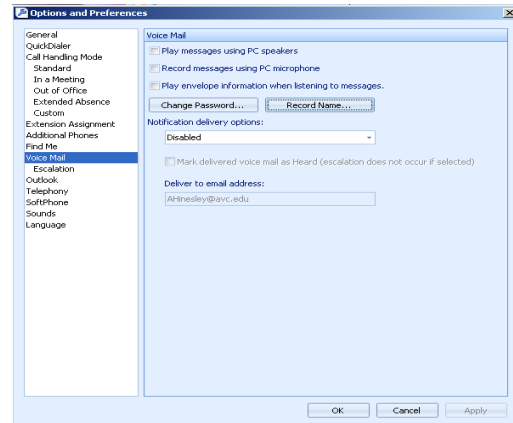 Options and Preferences
General
QuickDialer
Call Handling Mode
Standard
In a Meeting
Out of Office
Extended Absence
Custom
Extension Assignment
Additional Phones
Find Me
Voice Mail
Escalation
Outlook
Telephony
SoftPhone
Sounds
Language
Voice Mail
Play messages using PC speakers
Record messages using PC microphone
Play envelope information when listening to messages.
Change Password... Record Name...
Notification delivery options:
Disabled
Mark delivered voice mail as Heard (escalation does not occur if selected)
Deliver to email address:
AHinesley@avc.edu
OK Cancel Apply